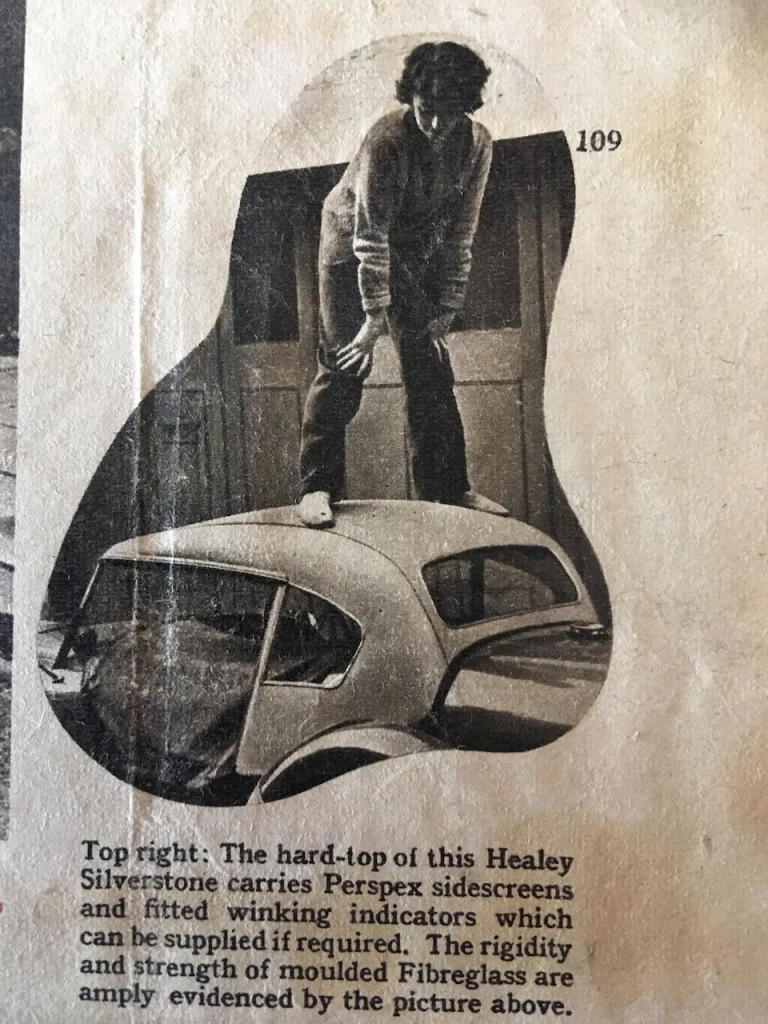 109
Top right: The hard-top of this Healey
Silverstone carries Perspex sidescreens
and fitted winking indicators which
can be supplied if required. The rigidity
and strength of moulded Fibreglass are
amply evidenced by the picture above.